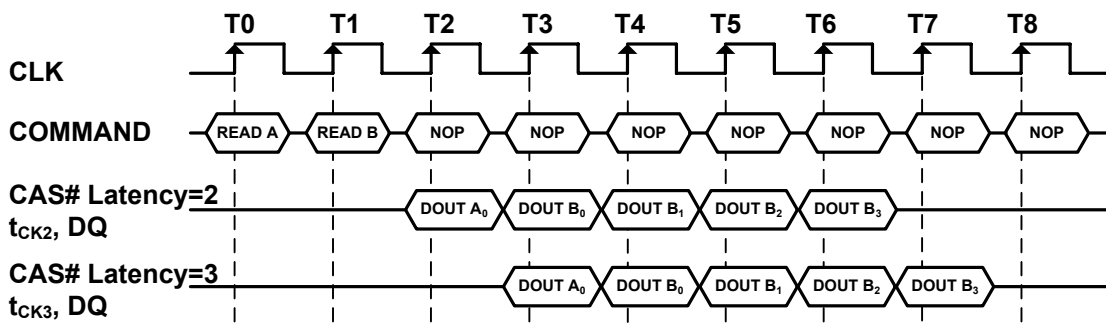 T0 T1 T2 T3 T4 T5 T6 T7 T8
CLK
COMMAND READ A READ B NOP NOP NOP NOP NOP NOP NOP
CAS# Latency=2
tCK2, DQ DOUT A0 DOUT B0 DOUT B1 DOUT B2 DOUT B3
CAS# Latency=3
tCK3, DQ DOUT A0 DOUT B0 DOUT B1 DOUT B2 DOUT B3